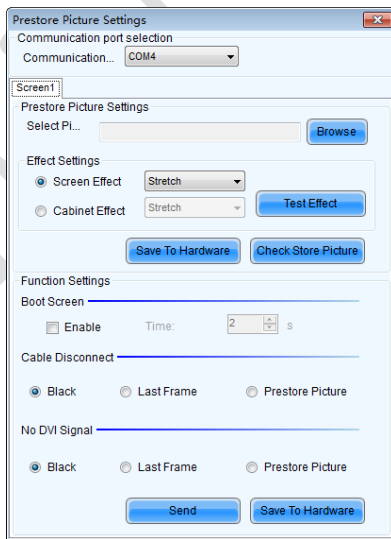 Prestore Picture Settings
Communication port selection
Communication... COM4
Screen1
Prestore Picture Settings
Select Pi... Browse
Effect Settings
Screen Effect Stretch
Cabinet Effect Stretch Test Effect
Save To Hardware Check Store Picture
Function Settings
Boot Screen
Enable Time: 2 s
Cable Disconnect
Black Last Frame Prestore Picture
No DVI Signal
Black Last Frame Prestore Picture
Send Save To Hardware